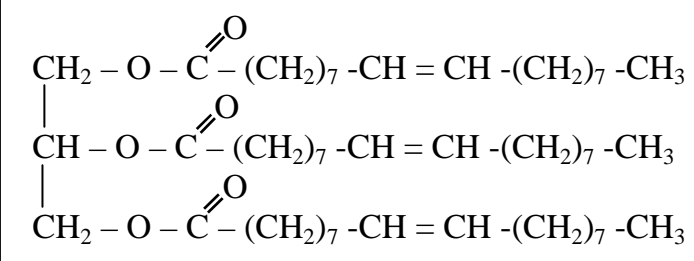 O
CH₂ – O – C – (CH₂)₇ -CH = CH -(CH₂)₇ -CH₃
O
CH – O – C – (CH₂)₇ -CH = CH -(CH₂)₇ -CH₃
O
CH₂ – O – C – (CH₂)₇ -CH = CH -(CH₂)₇ -CH₃